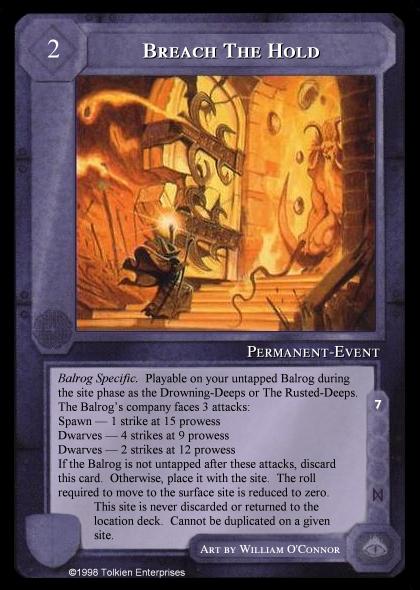 2
BREACH THE HOLD
PERMANENT-EVENT
Balrog Specific. Playable on your untapped Balrog during
the site phase as the Drowning-Deeps or The Rusted-Deeps.
The Balrog's company faces 3 attacks:
Spawn — 1 strike at 15 prowess
Dwarves — 4 strikes at 9 prowess
Dwarves — 2 strikes at 12 prowess
If the Balrog is not untapped after these attacks, discard
this card. Otherwise, place it with the site. The roll
required to move to the surface site is reduced to zero.
This site is never discarded or returned to the
location deck. Cannot be duplicated on a given
site.
7
ART BY WILLIAM O'CONNOR
©1998 Tolkien Enterprises